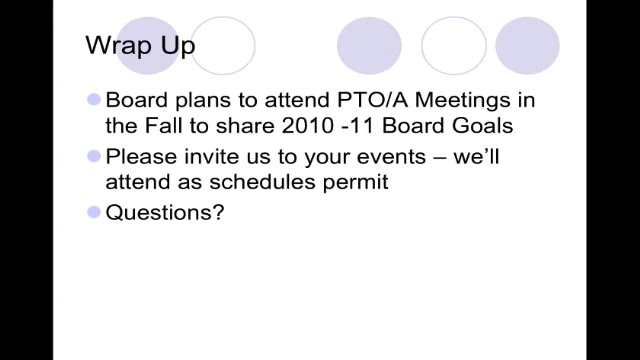 Wrap Up
Board plans to attend PTO/A Meetings in
the Fall to share 2010 -11 Board Goals
Please invite us to your events – we’ll
attend as schedules permit
Questions?